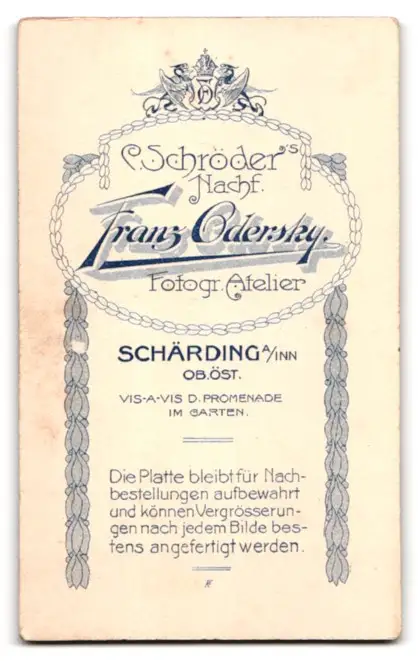 C. Schröder's
Nachf.
Franz Odersky.
Fotogr. Atelier
SCHÄRDING A/INN
OB.ÖST.
VIS-A-VIS D. PROMENADE
IM GARTEN.
Die Platte bleibt für Nach-
bestellungen aufbewahrt
und können Vergrösserun-
gen nach jedem Bilde bes-
tens angefertigt werden.